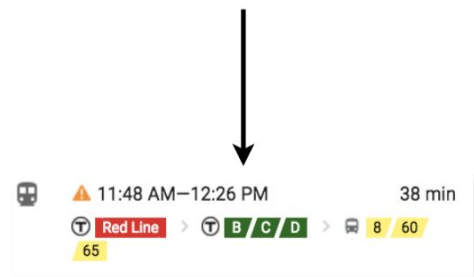 11:48 AM—12:26 PM 38 min
T Red Line > T B / C / D > 8 / 60
/ 65